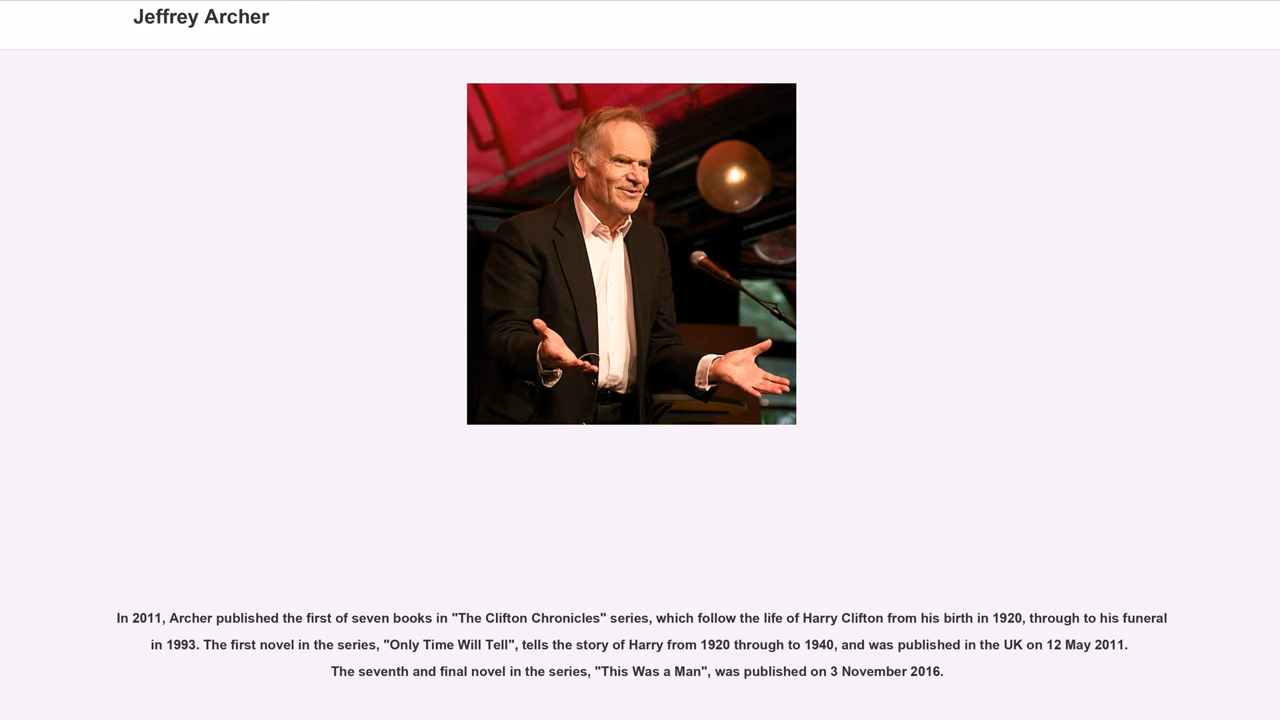 Jeffrey Archer
In 2011, Archer published the first of seven books in "The Clifton Chronicles" series, which follow the life of Harry Clifton from his birth in 1920, through to his funeral
in 1993. The first novel in the series, "Only Time Will Tell", tells the story of Harry from 1920 through to 1940, and was published in the UK on 12 May 2011.
The seventh and final novel in the series, "This Was a Man", was published on 3 November 2016.